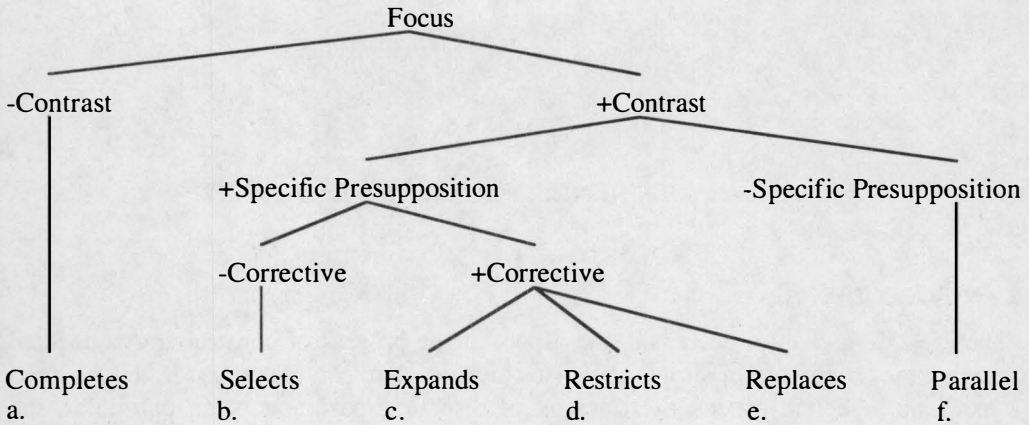 Focus
-Contrast +Contrast
+Specific Presupposition -Specific Presupposition
-Corrective +Corrective
Completes Selects Expands Restricts Replaces Parallel
a. b. c. d. e. f.